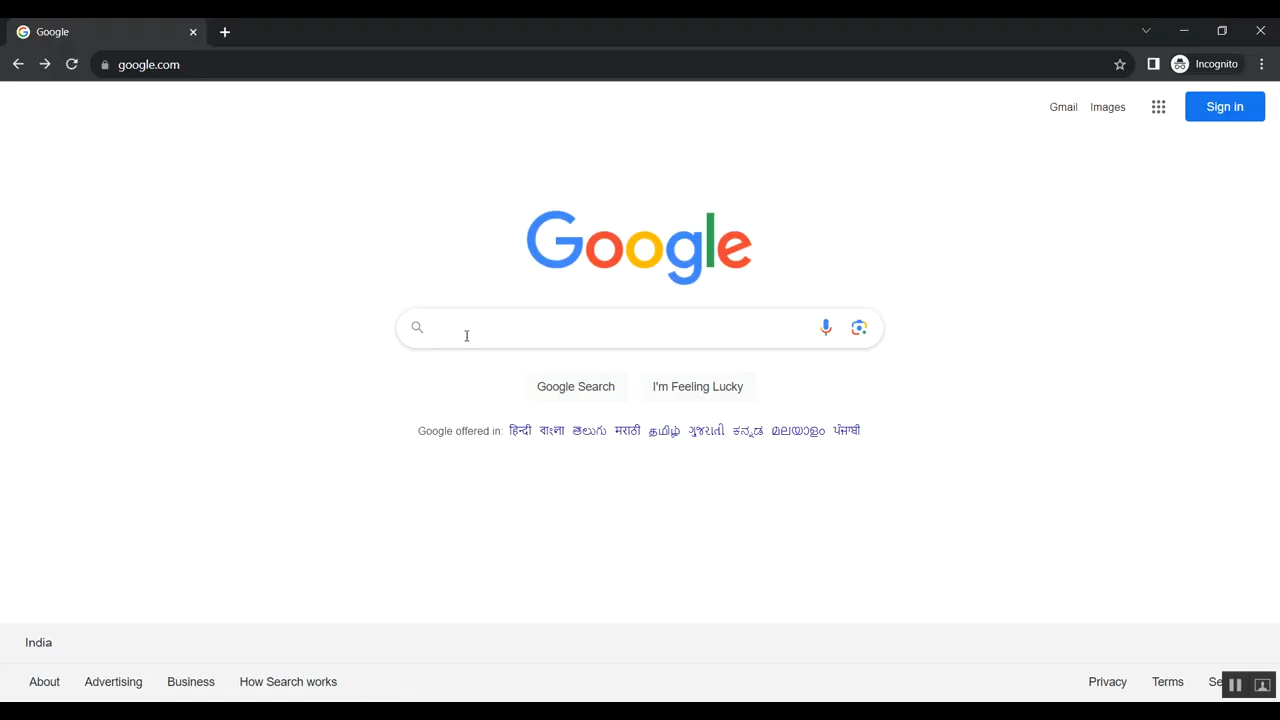 Google
google.com
Incognito
Gmail Images Sign in
Google
Google Search I'm Feeling Lucky
Google offered in: हिन्दी বাংলা తెలుగు मराठी தமிழ் ગુજરાતી ಕನ್ನಡ മലയാളം ਪੰਜਾਬੀ
India
About Advertising Business How Search works Privacy Terms